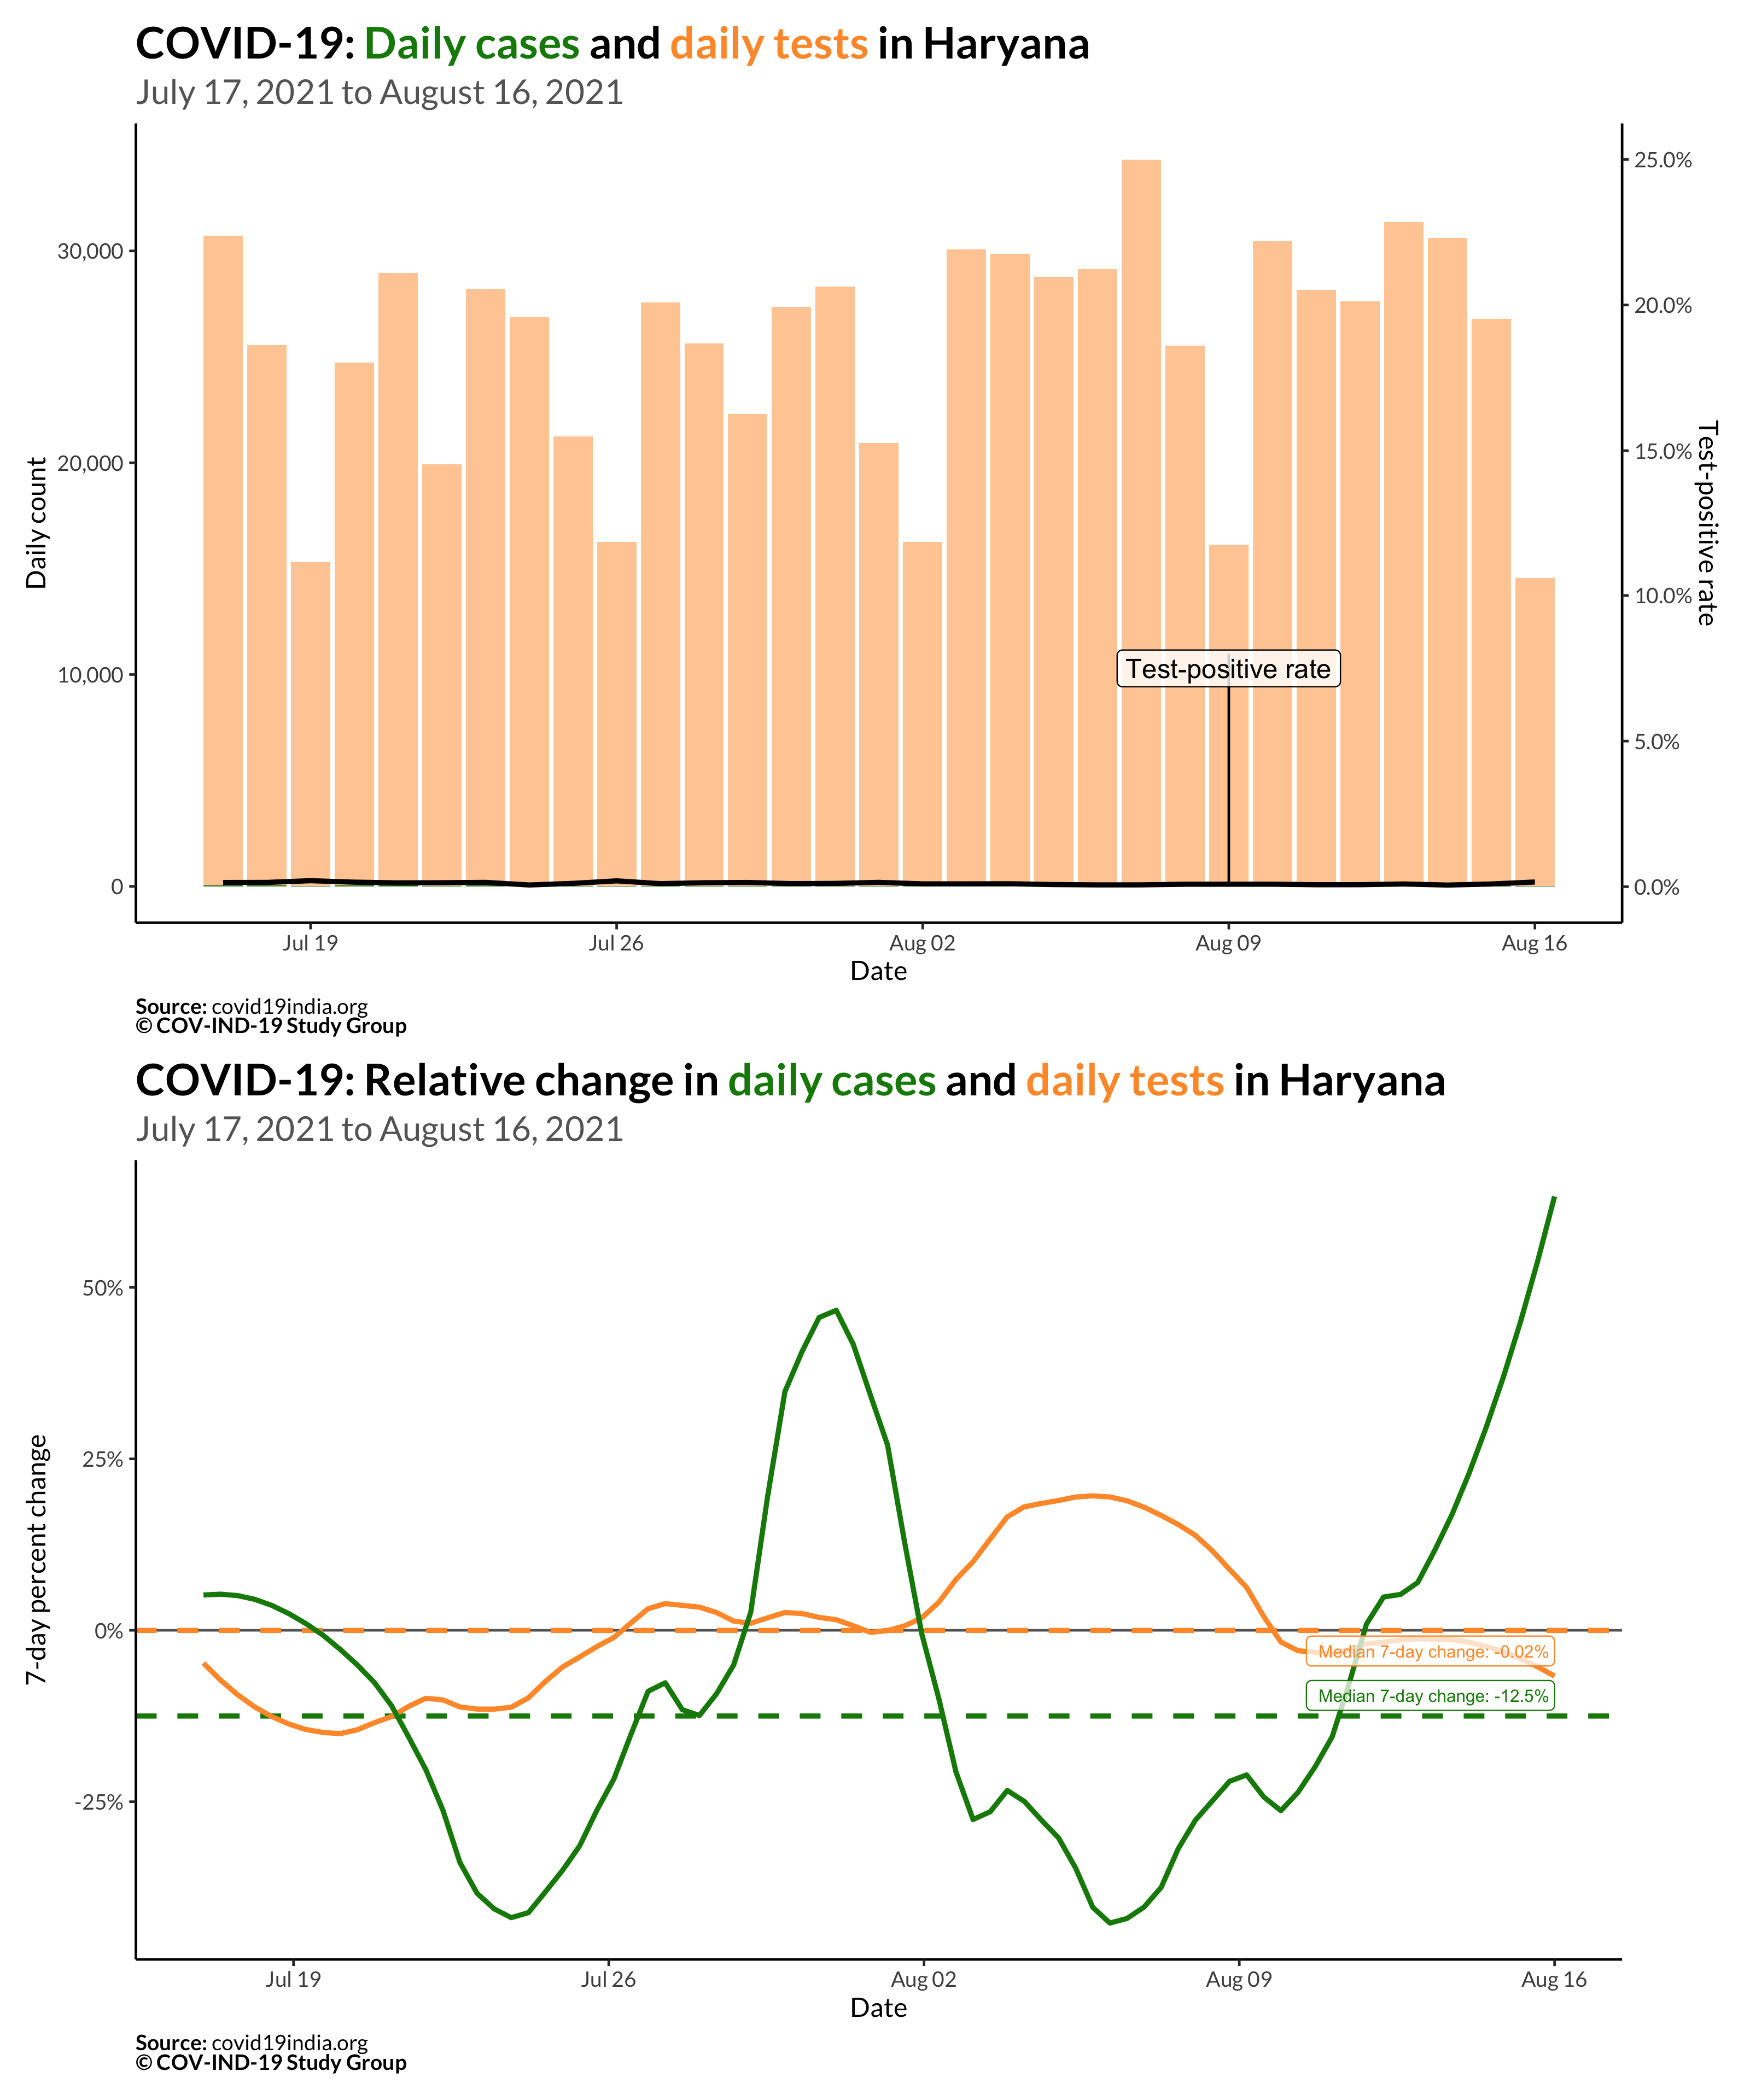 COVID-19: Daily cases and daily tests in Haryana
July 17, 2021 to August 16, 2021
Daily count
30,000
20,000
10,000
0
25.0%
20.0%
15.0%
10.0%
5.0%
0.0%
Test-positive rate
Test-positive rate
Jul 19
Jul 26
Aug 02
Aug 09
Aug 16
Date
Source: covid19india.org
© COV-IND-19 Study Group
COVID-19: Relative change in daily cases and daily tests in Haryana
July 17, 2021 to August 16, 2021
7-day percent change
50%
25%
0%
-25%
Median 7-day change: -0.02%
Median 7-day change: -12.5%
Jul 19
Jul 26
Aug 02
Aug 09
Aug 16
Date
Source: covid19india.org
© COV-IND-19 Study Group